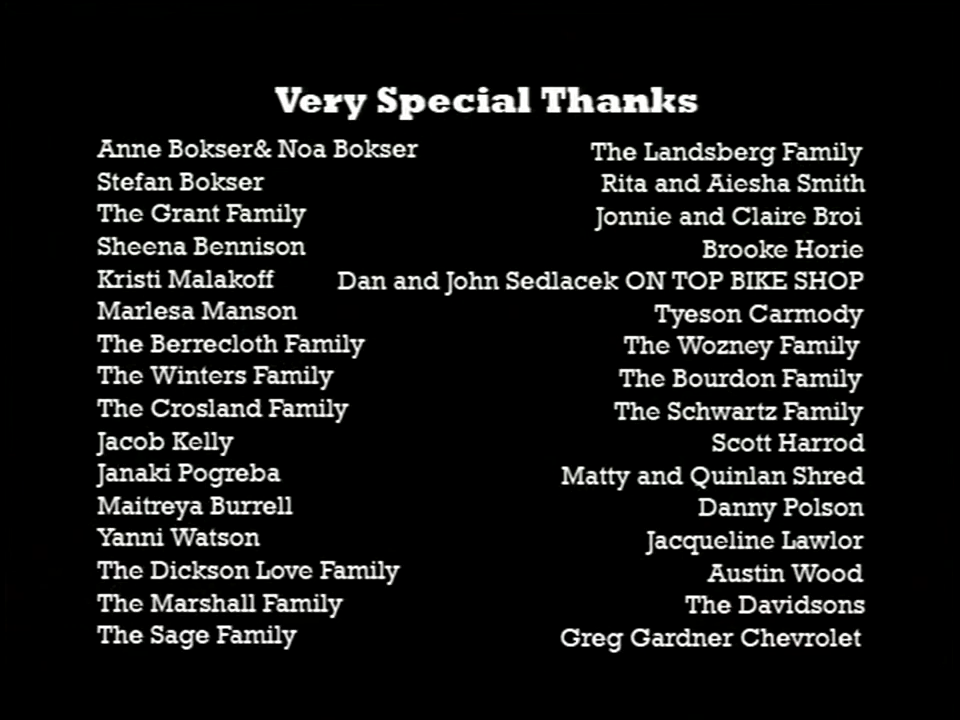 Very Special Thanks
Anne Bokser& Noa Bokser
Stefan Bokser
The Grant Family
Sheena Bennison
Kristi Malakoff
Marlesa Manson
The Berrecloth Family
The Winters Family
The Crosland Family
Jacob Kelly
Janaki Pogreba
Maitreya Burrell
Yanni Watson
The Dickson Love Family
The Marshall Family
The Sage Family
The Landsberg Family
Rita and Aiesha Smith
Jonnie and Claire Broi
Brooke Horie
Dan and John Sedlacek ON TOP BIKE SHOP
Tyeson Carmody
The Wozney Family
The Bourdon Family
The Schwartz Family
Scott Harrod
Matty and Quinlan Shred
Danny Polson
Jacqueline Lawlor
Austin Wood
The Davidsons
Greg Gardner Chevrolet